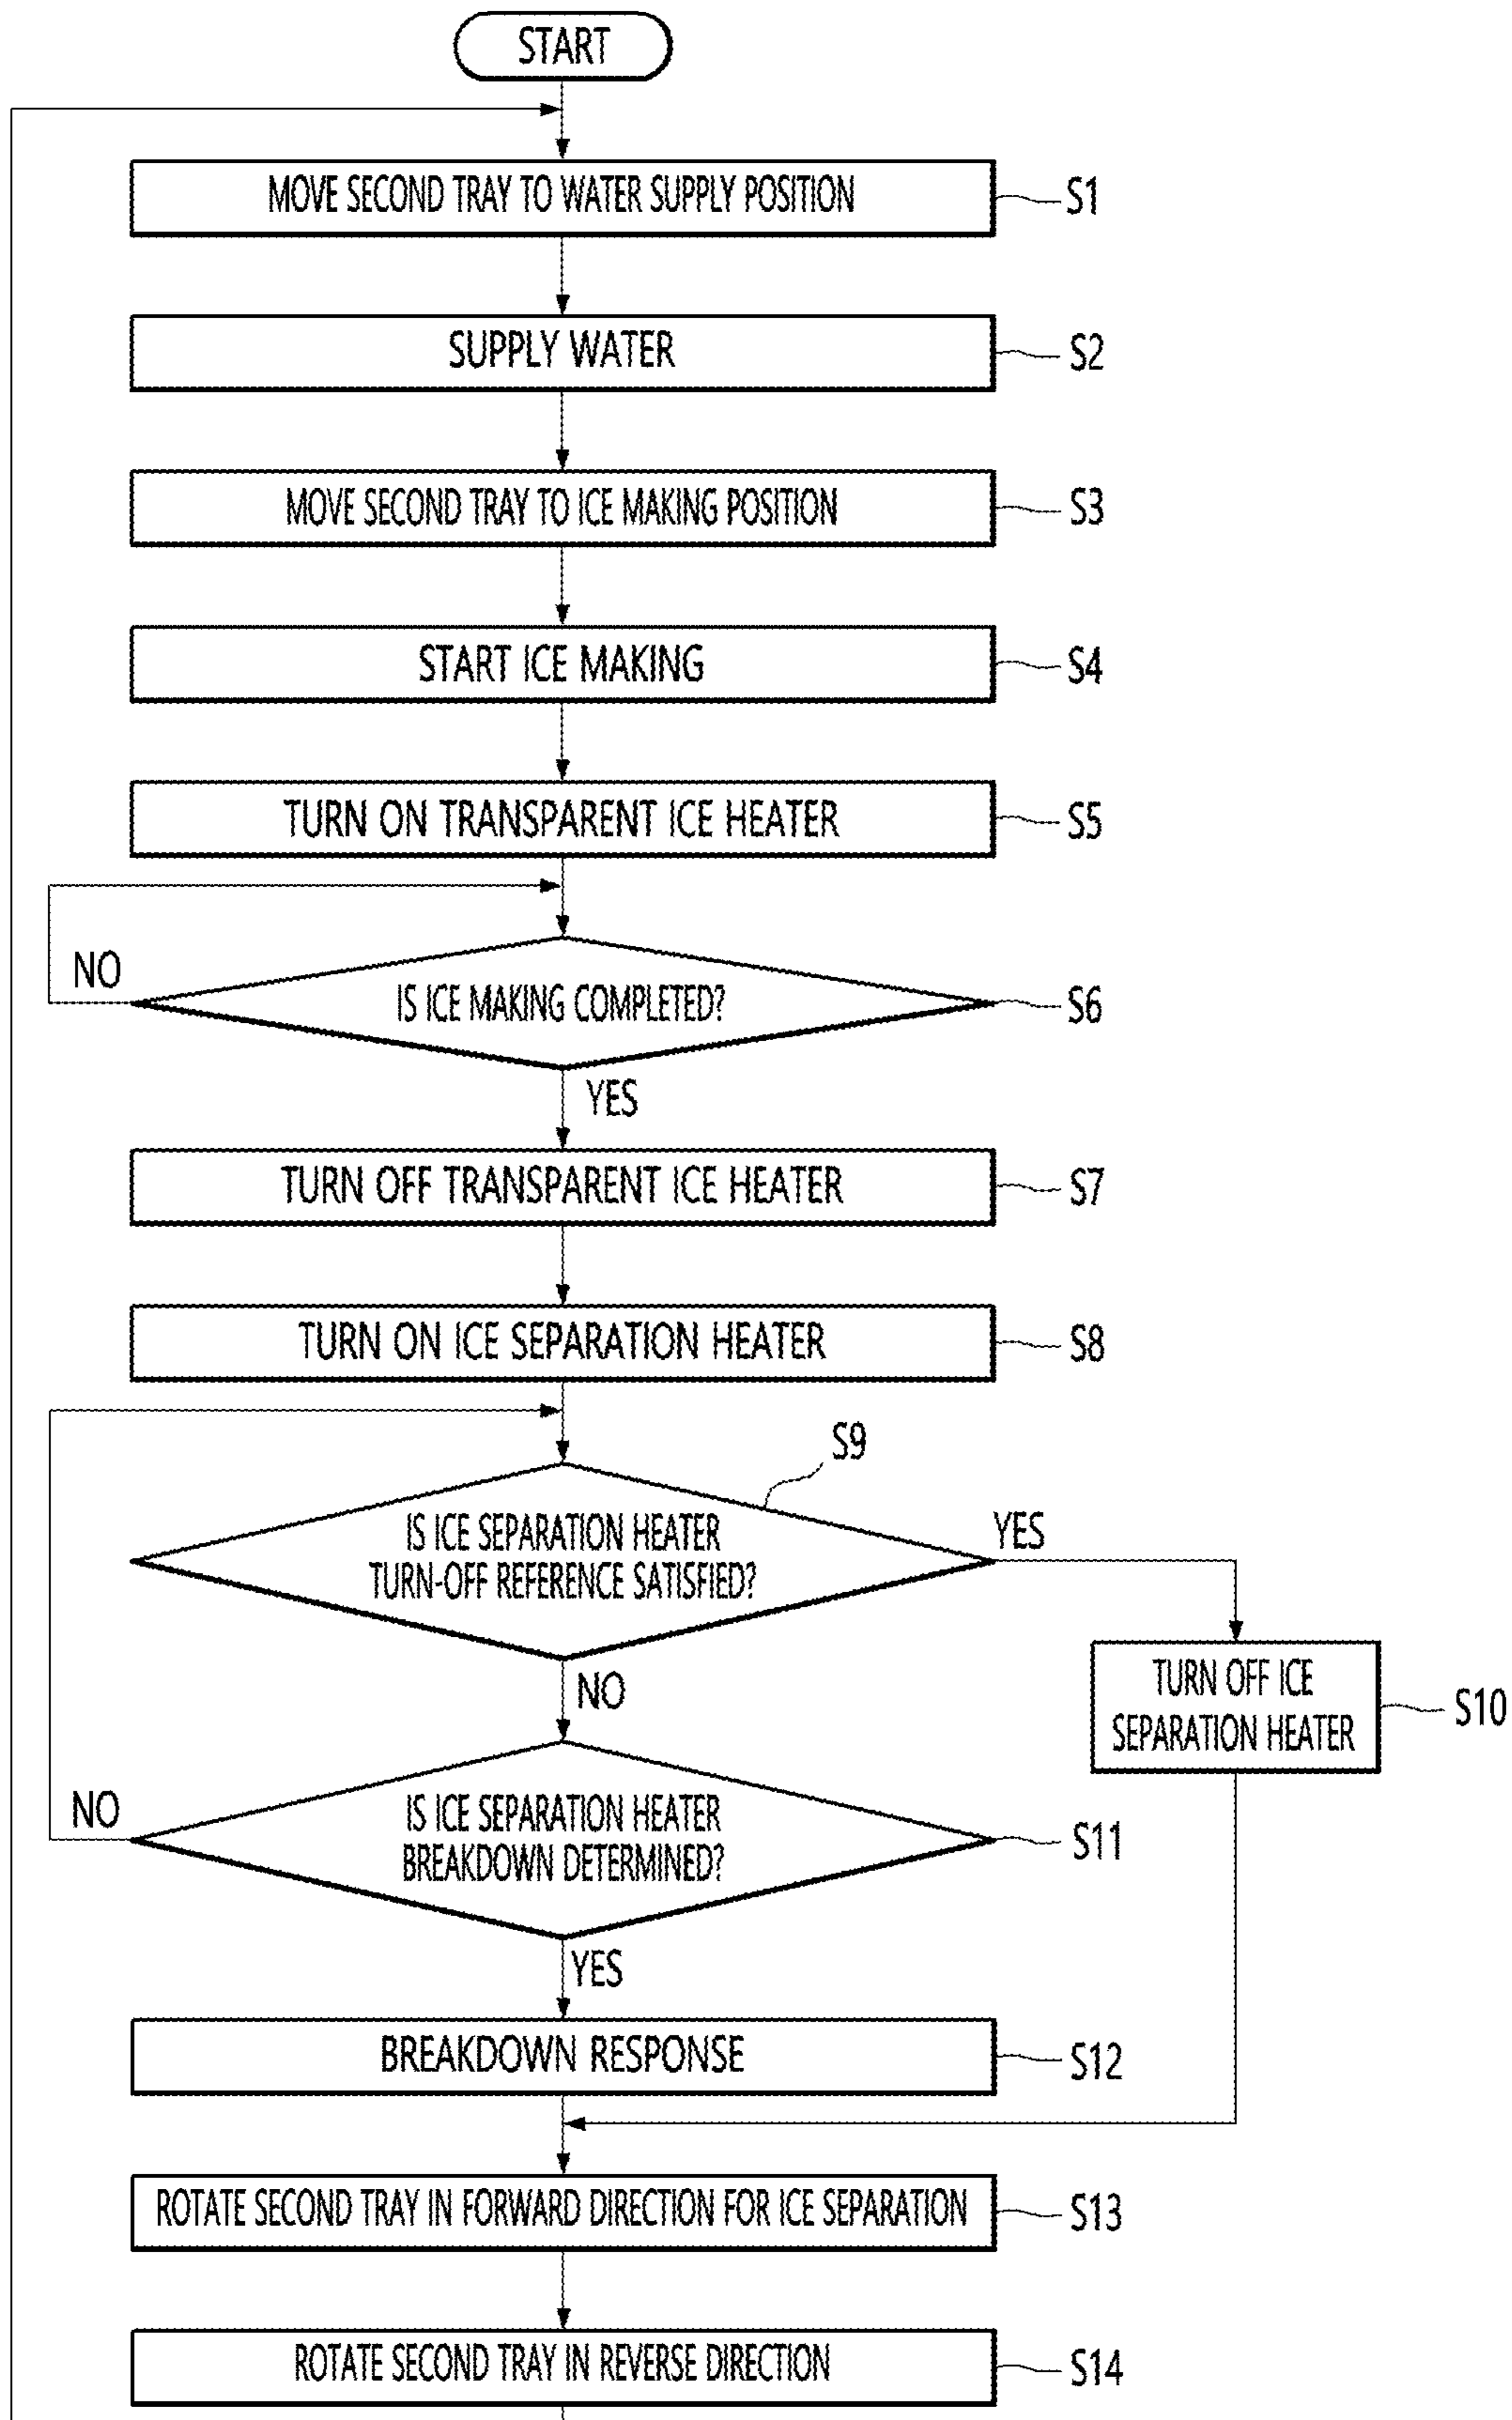 START
MOVE SECOND TRAY TO WATER SUPPLY POSITION
S1
SUPPLY WATER
S2
MOVE SECOND TRAY TO ICE MAKING POSITION
S3
START ICE MAKING
S4
TURN ON TRANSPARENT ICE HEATER
S5
NO
IS ICE MAKING COMPLETED?
S6
YES
TURN OFF TRANSPARENT ICE HEATER
S7
TURN ON ICE SEPARATION HEATER
S8
S9
IS ICE SEPARATION HEATER
TURN-OFF REFERENCE SATISFIED?
YES
NO
TURN OFF ICE
SEPARATION HEATER
S10
NO
IS ICE SEPARATION HEATER
BREAKDOWN DETERMINED?
S11
YES
BREAKDOWN RESPONSE
S12
ROTATE SECOND TRAY IN FORWARD DIRECTION FOR ICE SEPARATION
S13
ROTATE SECOND TRAY IN REVERSE DIRECTION
S14